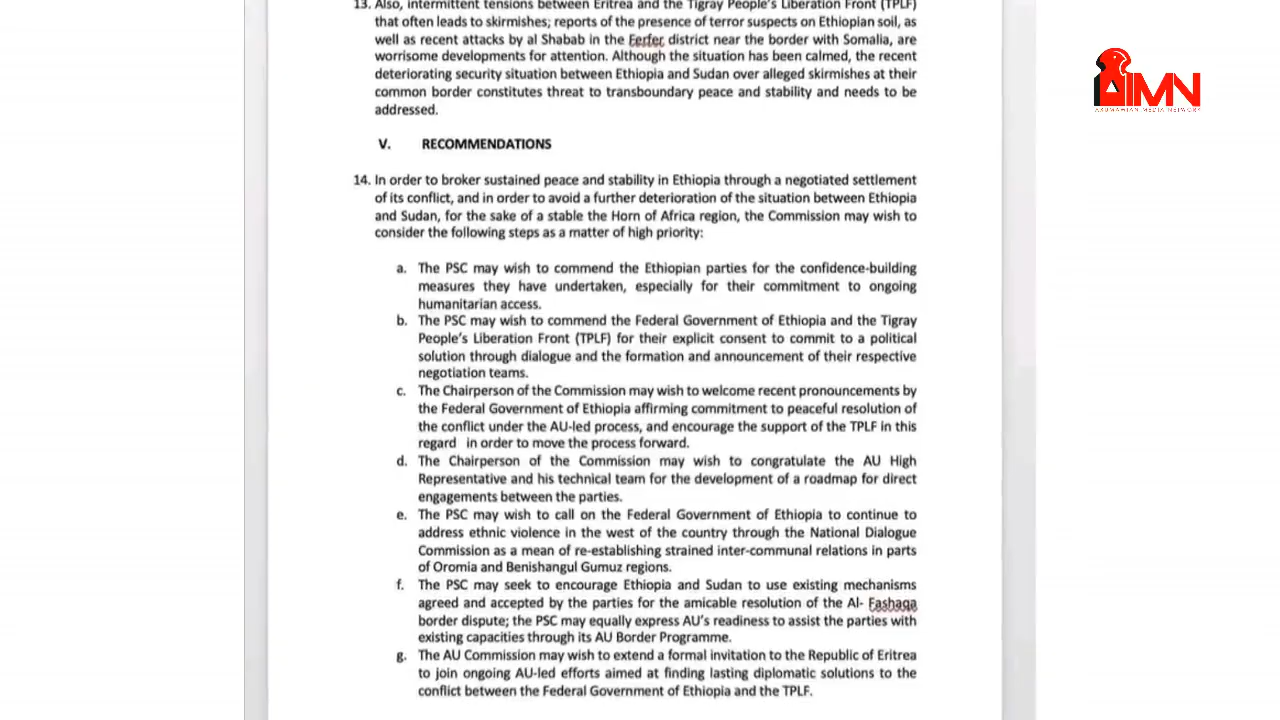 13. Also, intermittent tensions between Eritrea and the Tigray People's Liberation Front (TPLF)
that often leads to skirmishes; reports of the presence of terror suspects on Ethiopian soil, as
well as recent attacks by al Shabab in the Ferfer district near the border with Somalia, are
worrisome developments for attention. Although the situation has been calmed, the recent
deteriorating security situation between Ethiopia and Sudan over alleged skirmishes at their
common border constitutes threat to transboundary peace and stability and needs to be
addressed.
V. RECOMMENDATIONS
14. In order to broker sustained peace and stability in Ethiopia through a negotiated settlement
of its conflict, and in order to avoid a further deterioration of the situation between Ethiopia
and Sudan, for the sake of a stable the Horn of Africa region, the Commission may wish to
consider the following steps as a matter of high priority:
a. The PSC may wish to commend the Ethiopian parties for the confidence-building
measures they have undertaken, especially for their commitment to ongoing
humanitarian access.
b. The PSC may wish to commend the Federal Government of Ethiopia and the Tigray
People's Liberation Front (TPLF) for their explicit consent to commit to a political
solution through dialogue and the formation and announcement of their respective
negotiation teams.
c. The Chairperson of the Commission may wish to welcome recent pronouncements by
the Federal Government of Ethiopia affirming commitment to peaceful resolution of
the conflict under the AU-led process, and encourage the support of the TPLF in this
regard in order to move the process forward.
d. The Chairperson of the Commission may wish to congratulate the AU High
Representative and his technical team for the development of a roadmap for direct
engagements between the parties.
e. The PSC may wish to call on the Federal Government of Ethiopia to continue to
address ethnic violence in the west of the country through the National Dialogue
Commission as a mean of re-establishing strained inter-communal relations in parts
of Oromia and Benishangul Gumuz regions.
f. The PSC may seek to encourage Ethiopia and Sudan to use existing mechanisms
agreed and accepted by the parties for the amicable resolution of the Al- Fashaga
border dispute; the PSC may equally express AU's readiness to assist the parties with
existing capacities through its AU Border Programme.
g. The AU Commission may wish to extend a formal invitation to the Republic of Eritrea
to join ongoing AU-led efforts aimed at finding lasting diplomatic solutions to the
conflict between the Federal Government of Ethiopia and the TPLF.
AIMN
AXUMAWIAN MEDIA NETWORK